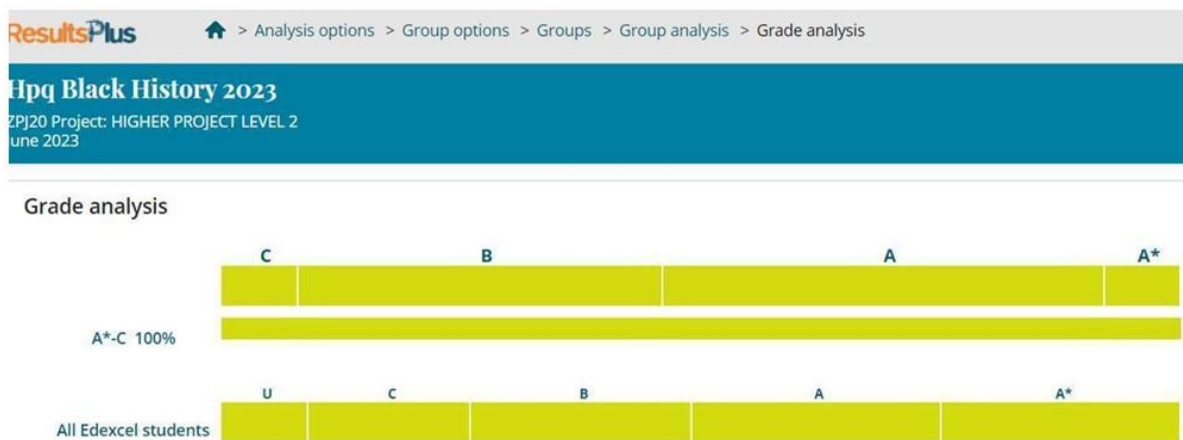 ResultsPlus > Analysis options > Group options > Groups > Group analysis > Grade analysis
Hpq Black History 2023
ZPJ20 Project: HIGHER PROJECT LEVEL 2
June 2023
Grade analysis
C B A A*
A*-C 100%
U C B A A*
All Edexcel students